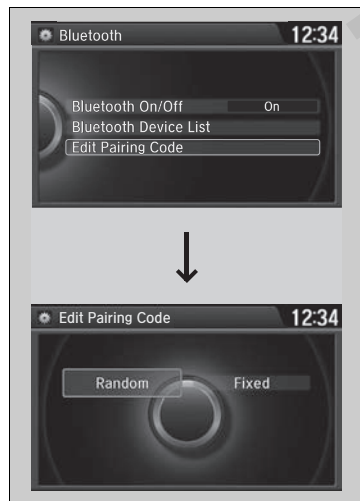 Bluetooth 12:34
Bluetooth On/Off On
Bluetooth Device List
Edit Pairing Code
Edit Pairing Code 12:34
Random Fixed